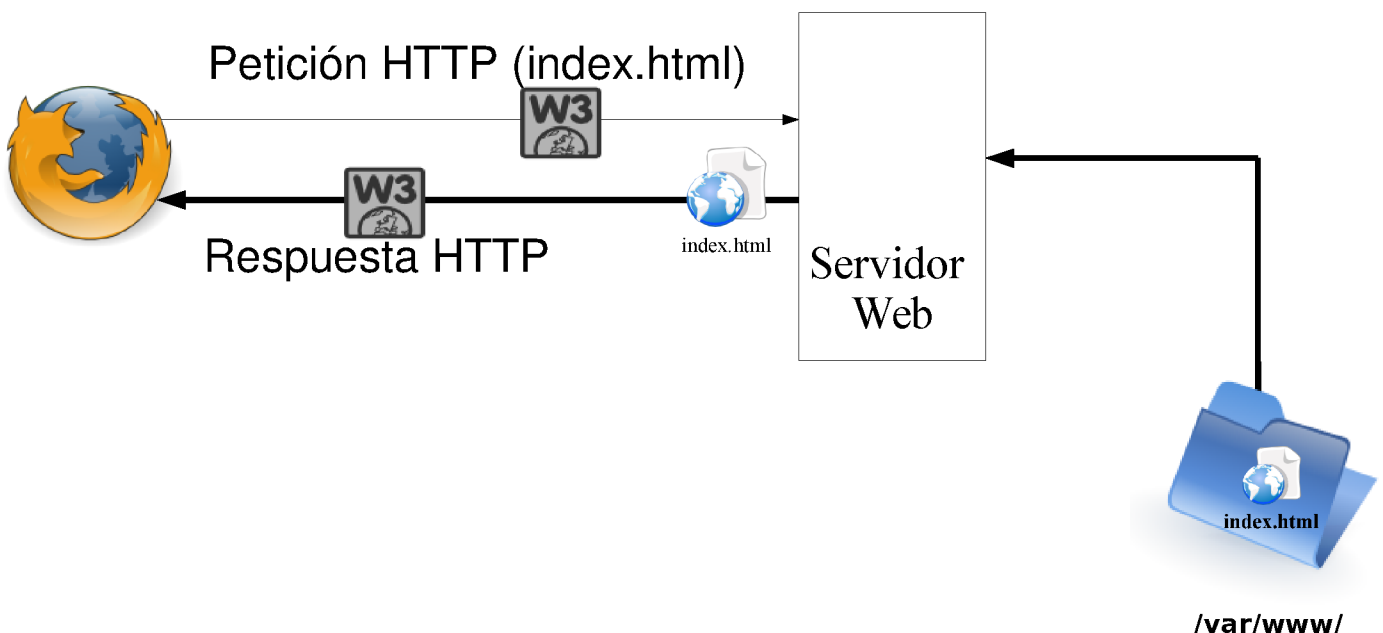 Petición HTTP (index.html)
W3
W3
Respuesta HTTP
index.html
Servidor
Web
index.html
/var/www/